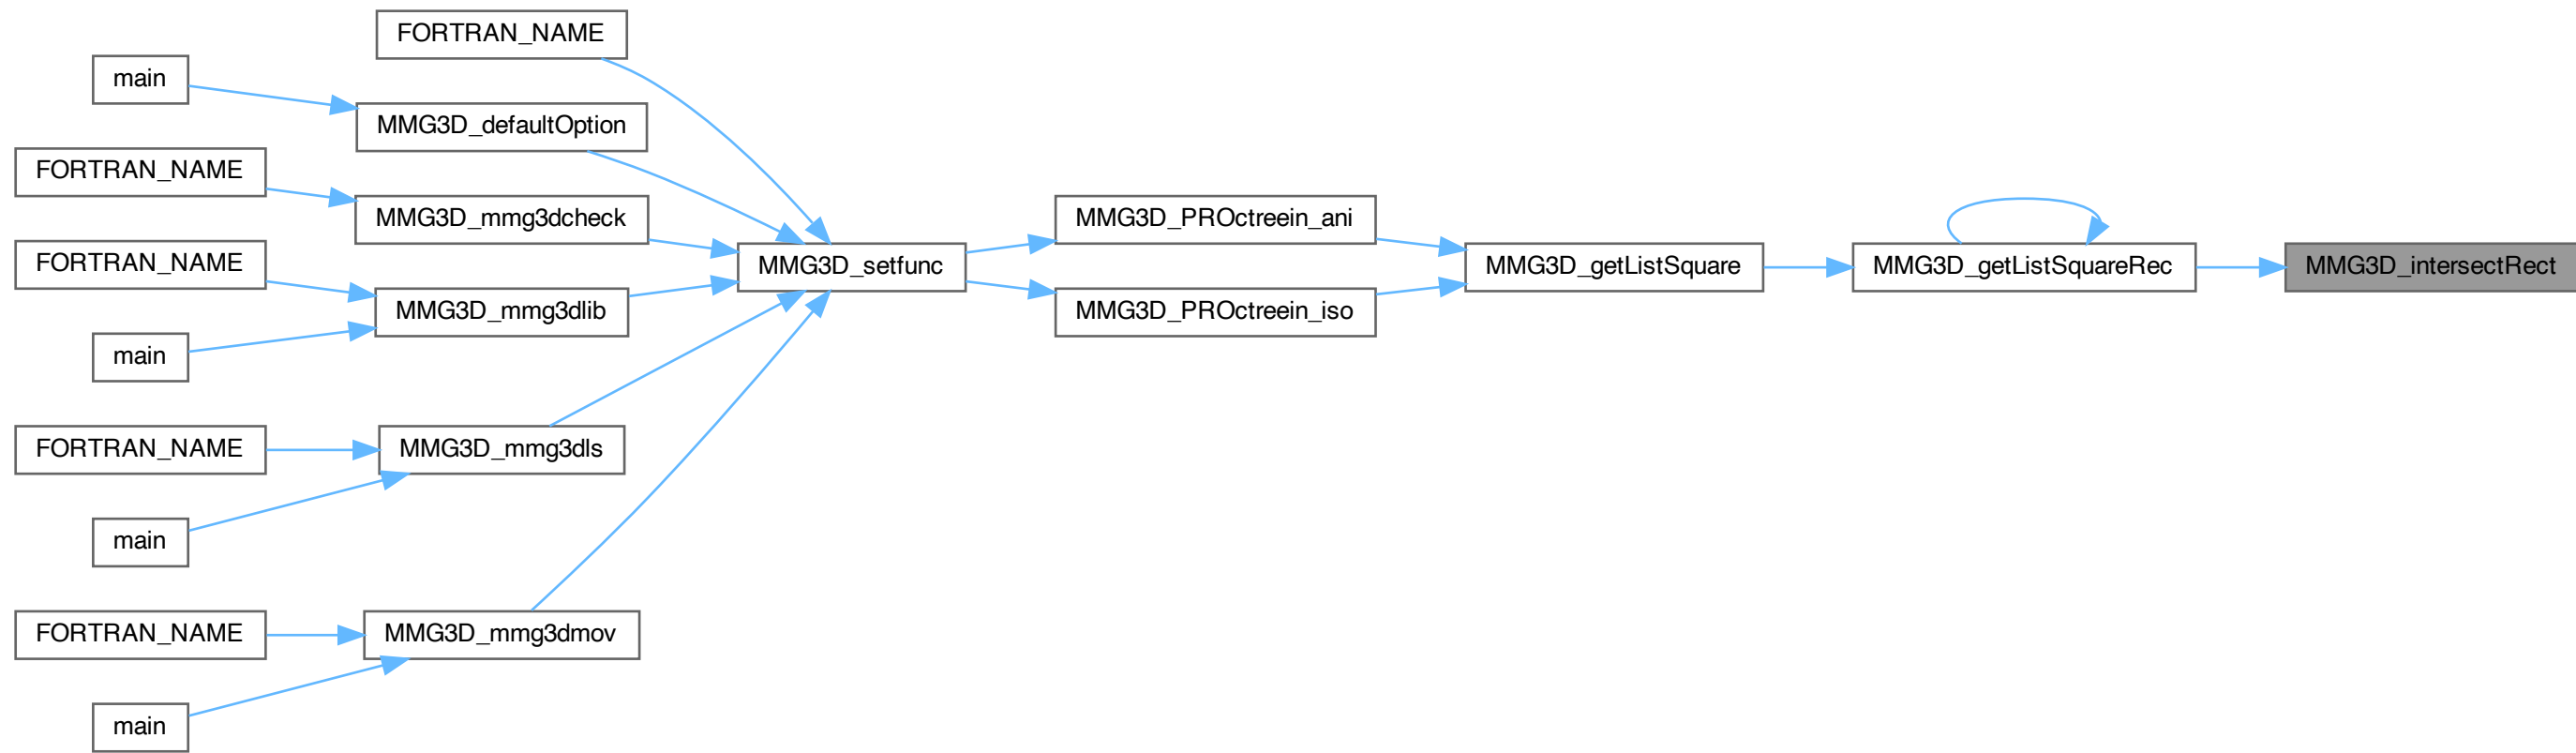 FORTRAN_NAME
main
MMG3D_defaultOption
FORTRAN_NAME
MMG3D_mmg3dcheck
MMG3D_PROctreein_ani
FORTRAN_NAME
MMG3D_setfunc
MMG3D_getListSquare
MMG3D_getListSquareRec
MMG3D_intersectRect
MMG3D_mmg3dlib
MMG3D_PROctreein_iso
main
FORTRAN_NAME
MMG3D_mmg3dls
main
FORTRAN_NAME
MMG3D_mmg3dmov
main